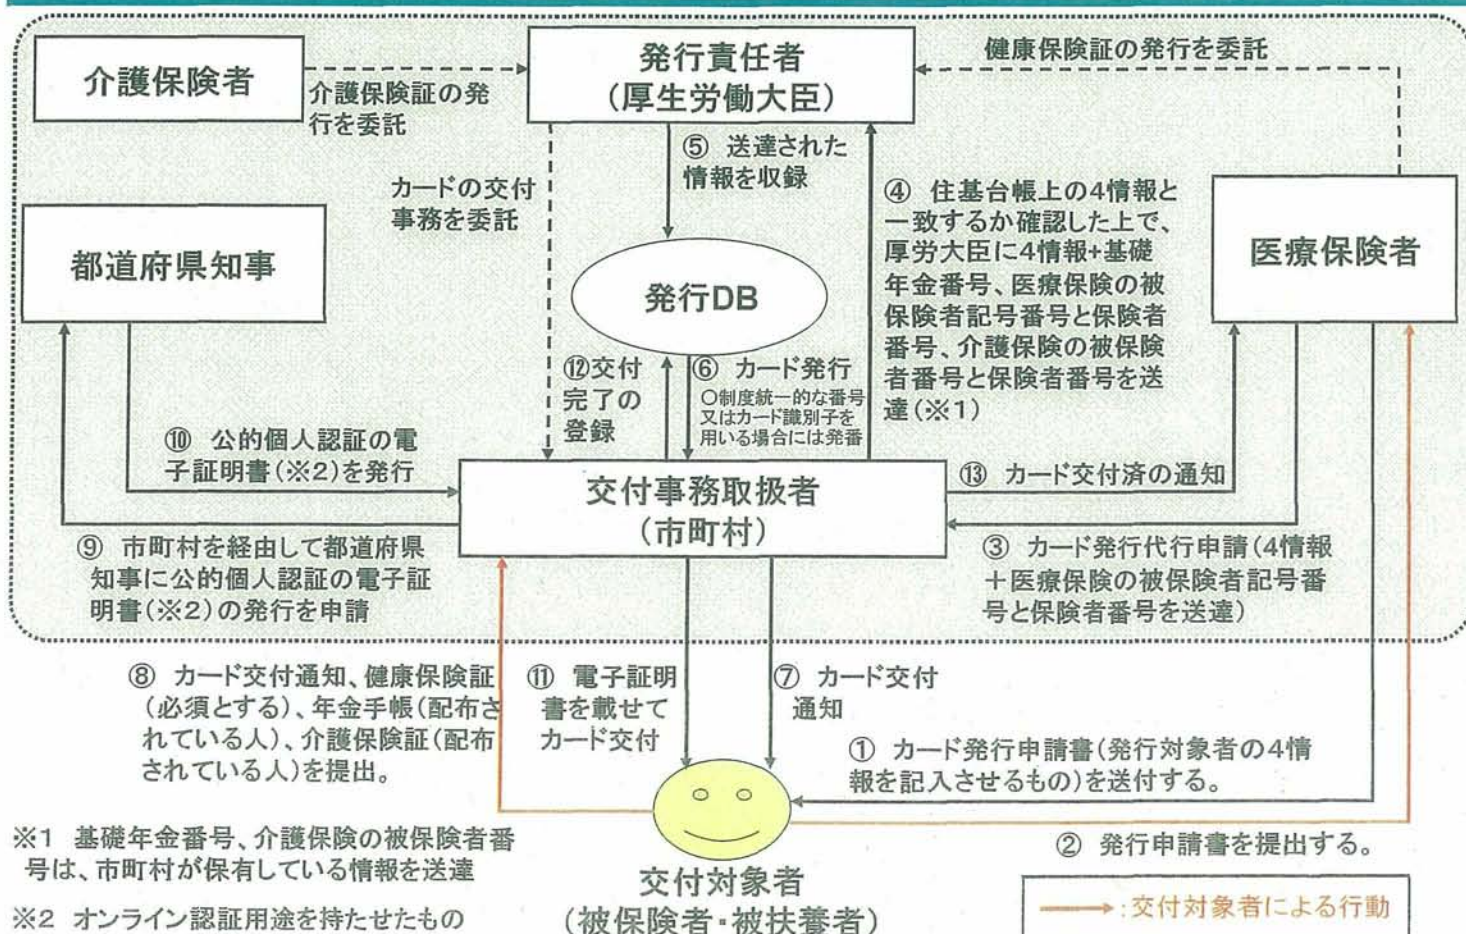 介護保険者
介護保険証の発
行を委託
発行責任者
(厚生労働大臣)
健康保険証の発行を委託
⑤ 送達された
情報を収録
カードの交付
事務を委託
④ 住基台帳上の4情報と
一致するか確認した上で、
厚労大臣に4情報+基礎
年金番号、医療保険の被
保険者記号番号と保険者
番号、介護保険の被保険
者番号と保険者番号を送
達(※1)
都道府県知事
医療保険者
発行DB
⑫交付
完了の
登録
⑥ カード発行
○制度統一的な番号
又はカード識別子を
用いる場合には発番
⑩ 公的個人認証の電
子証明書(※2)を発行
交付事務取扱者
(市町村)
⑬ カード交付済の通知
⑨ 市町村を経由して都道府県
知事に公的個人認証の電子証
明書(※2)の発行を申請
③ カード発行代行申請(4情報
+医療保険の被保険者記号番
号と保険者番号を送達)
⑧ カード交付通知、健康保険証
(必須とする)、年金手帳(配布さ
れている人)、介護保険証(配布
されている人)を提出。
⑪ 電子証明
書を載せて
カード交付
⑦ カード交付
通知
① カード発行申請書(発行対象者の4情
報を記入させるもの)を送付する。
② 発行申請書を提出する。
※1 基礎年金番号、介護保険の被保険者番
号は、市町村が保有している情報を送達
※2 オンライン認証用途を持たせたもの
交付対象者
(被保険者・被扶養者)
:交付対象者による行動